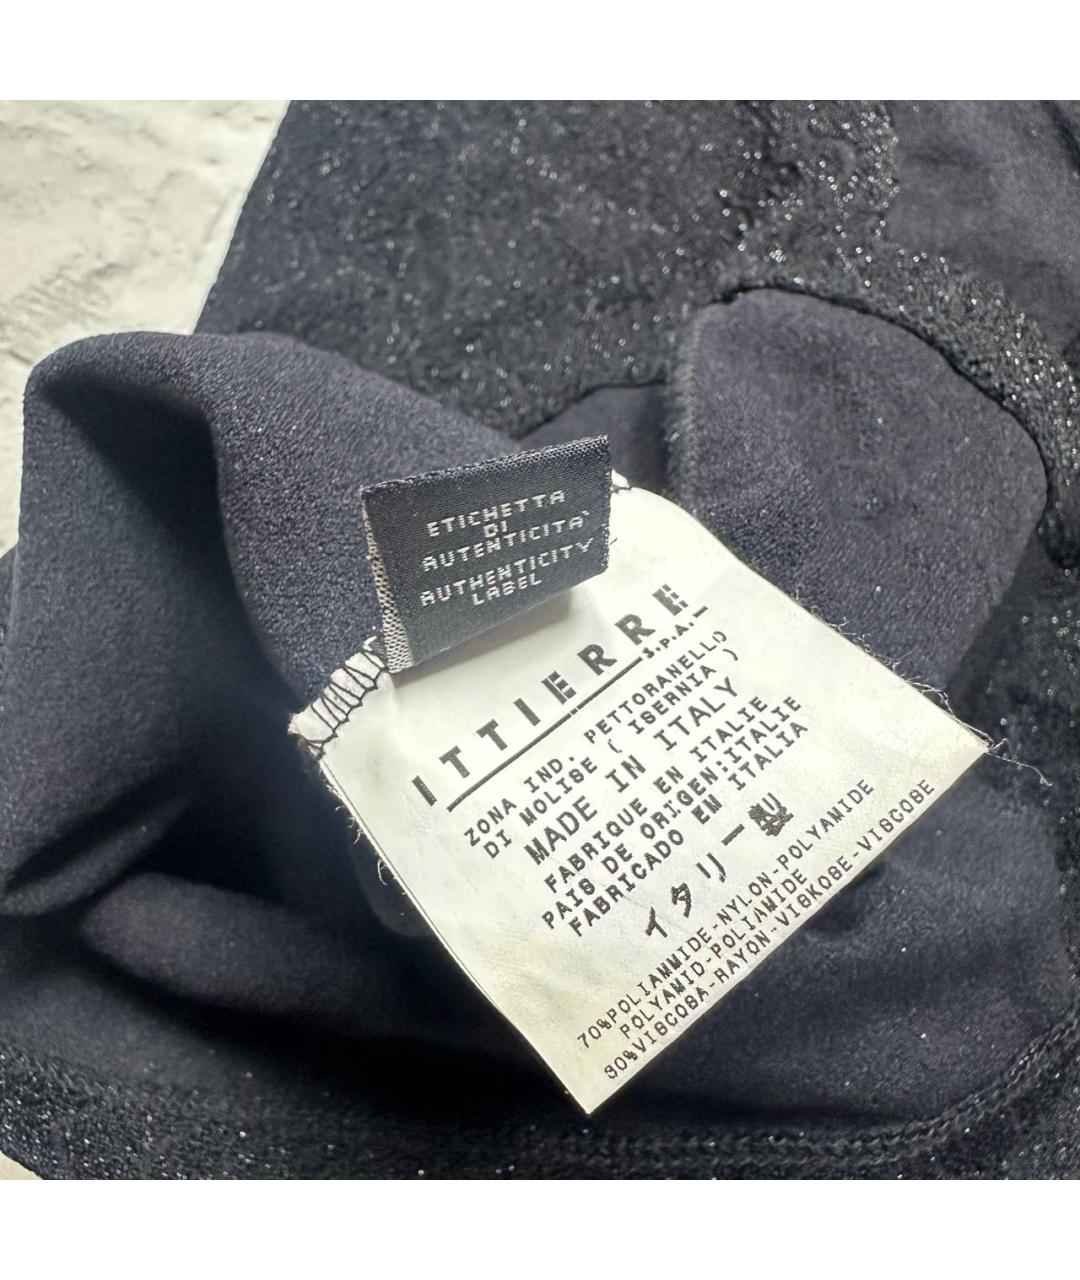 ETICHETTA
DI
AUTENTICITA'
AUTHENTICITY
LABEL
ITTIERRE
S.P.A.
ZONA IND. PETTORANELLO
DI MOLISE ( ISERNIA )
MADE IN ITALY
FABRIQUE EN ITALIE
PAIS DE ORIGEN:ITALIE
FABRICADO EM ITALIA
イタリー製
70%POLIAMMIDE-NYLON-POLYAMIDE
POLYAMID-POLIAMIDE
30%VISCOSA-RAYON-VISKOSE-VISCOSE